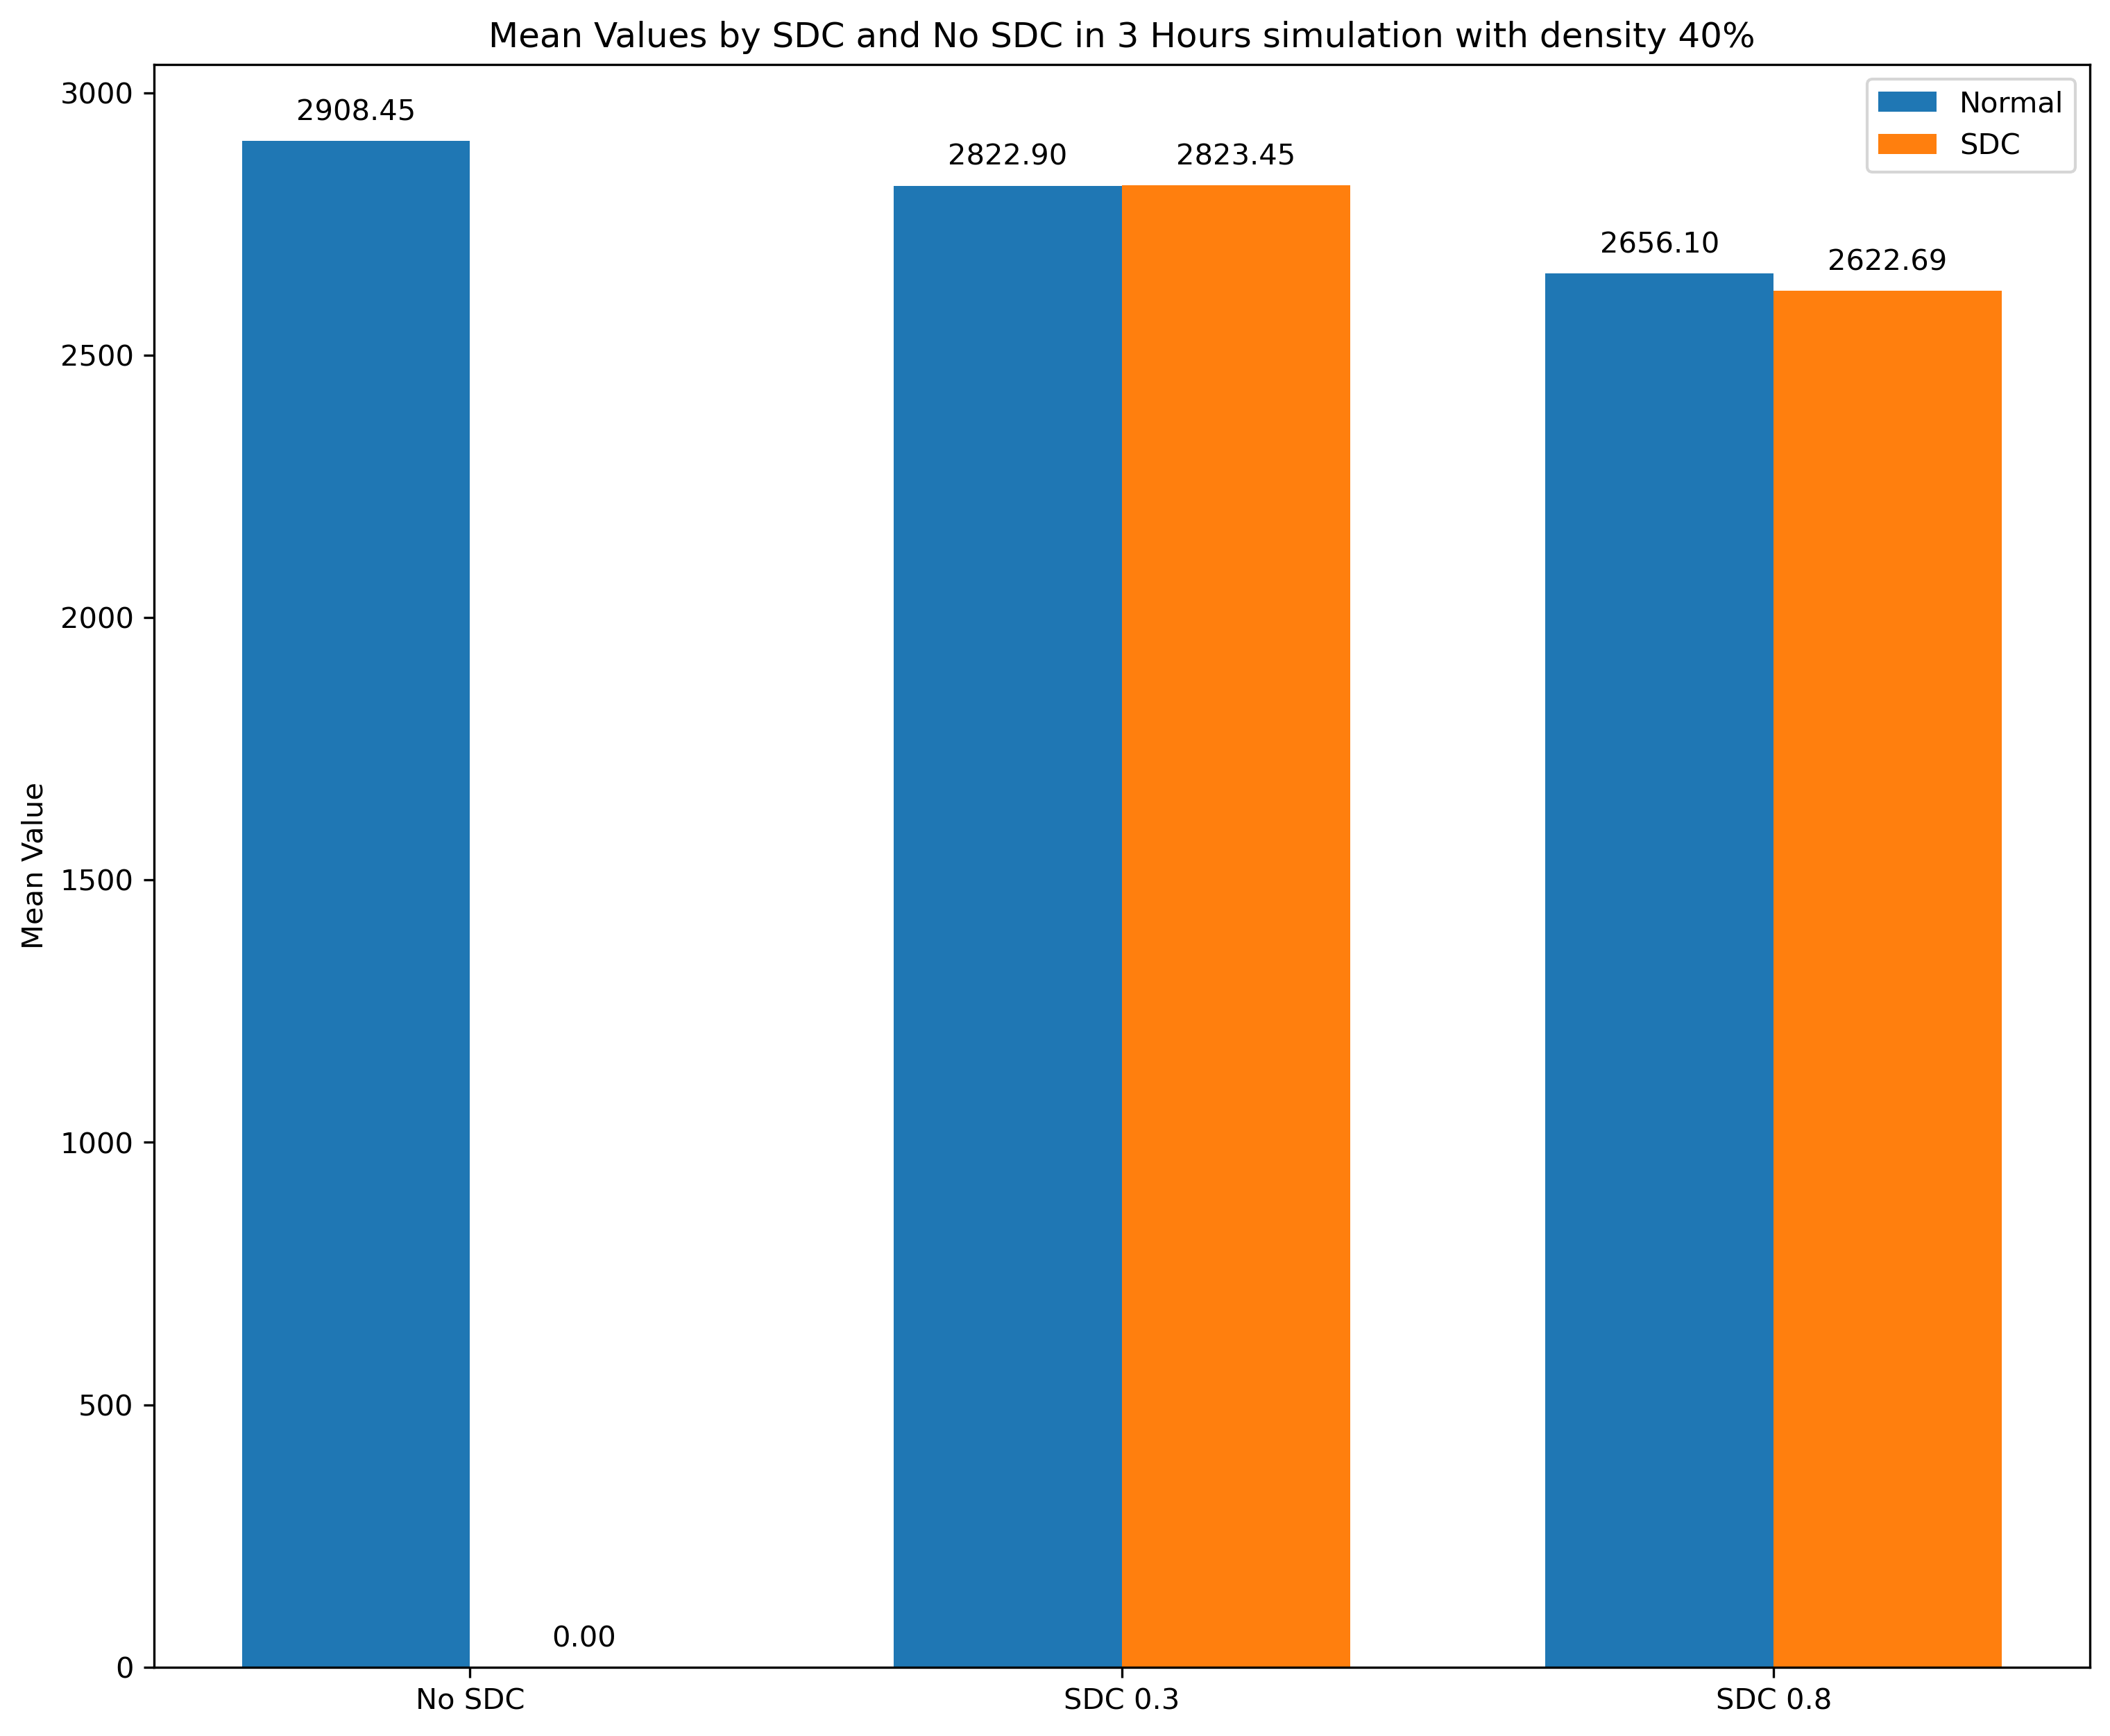 Mean Values by SDC and No SDC in 3 Hours simulation with density 40%
Normal
SDC
Mean Value
3000
2500
2000
1500
1000
500
0
2908.45
0.00
2822.90
2823.45
2656.10
2622.69
No SDC
SDC 0.3
SDC 0.8